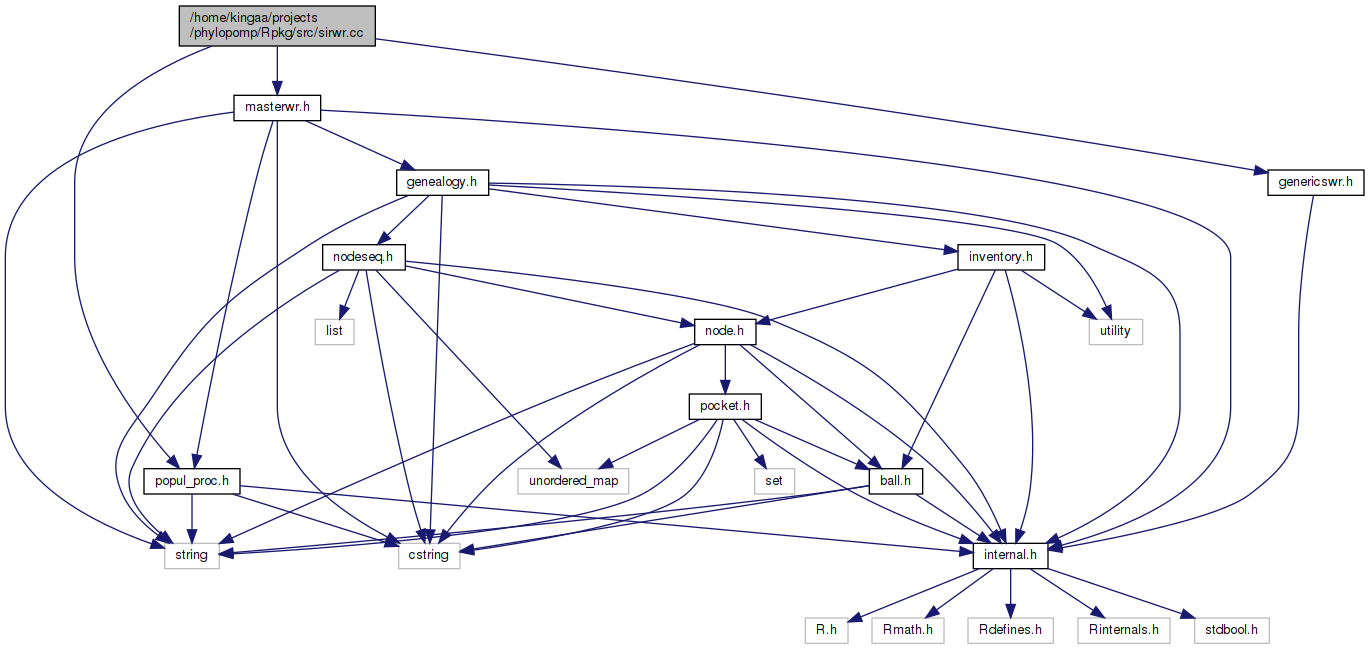 /home/kingaa/projects
/phylopomp/Rpkg/src/sirwr.cc
masterwr.h
genealogy.h
genericswr.h
nodeseq.h
inventory.h
list
node.h
utility
pocket.h
popul_proc.h
unordered_map
set
ball.h
string
cstring
internal.h
R.h
Rmath.h
Rdefines.h
Rinternals.h
stdbool.h